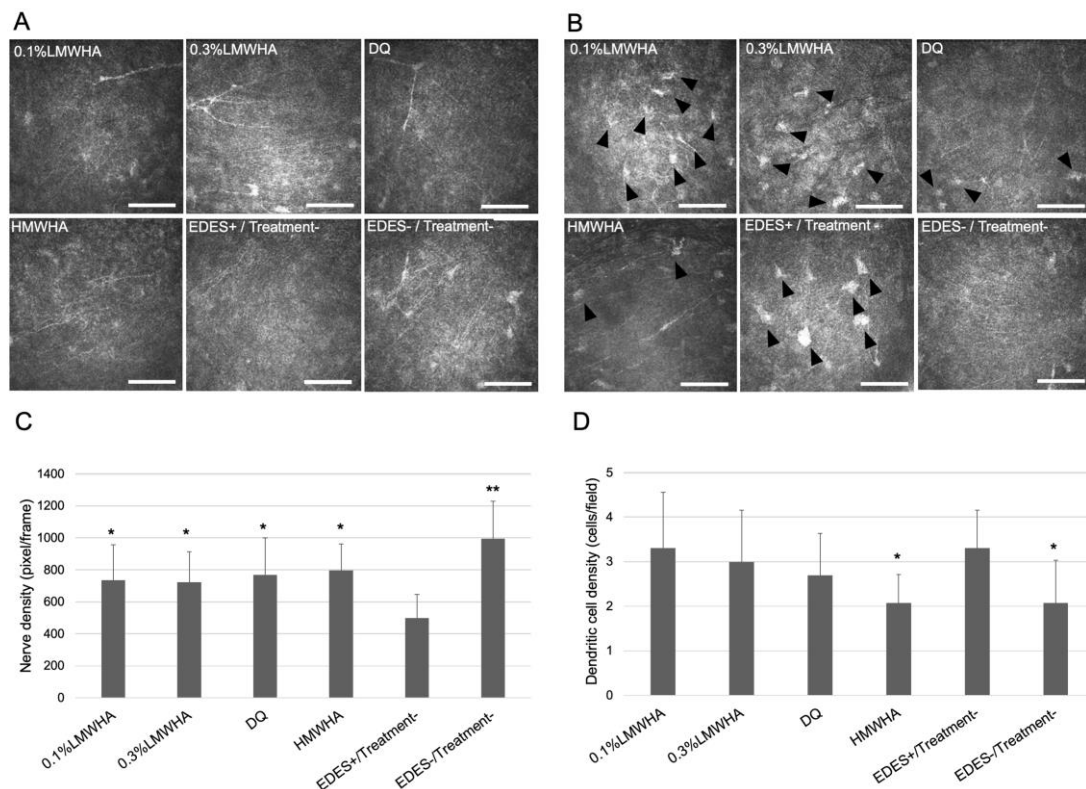 A
0.1%LMWHA
0.3%LMWHA
DQ
HMWHA
EDES+ / Treatment-
EDES- / Treatment-
B
0.1%LMWHA
0.3%LMWHA
DQ
HMWHA
EDES+ / Treatment -
EDES- / Treatment-
C
Nerve density (pixel/frame)
1400
1200
1000
800
600
400
200
0
*
*
*
*
**
0.1%LMWHA
0.3%LMWHA
DQ
HMWHA
EDES+/Treatment-
EDES-/Treatment-
D
Dendritic cell density (cells/field)
5
4
3
2
1
0
*
*
0.1%LMWHA
0.3%LMWHA
DQ
HMWHA
EDES+/Treatment-
EDES-/Treatment-